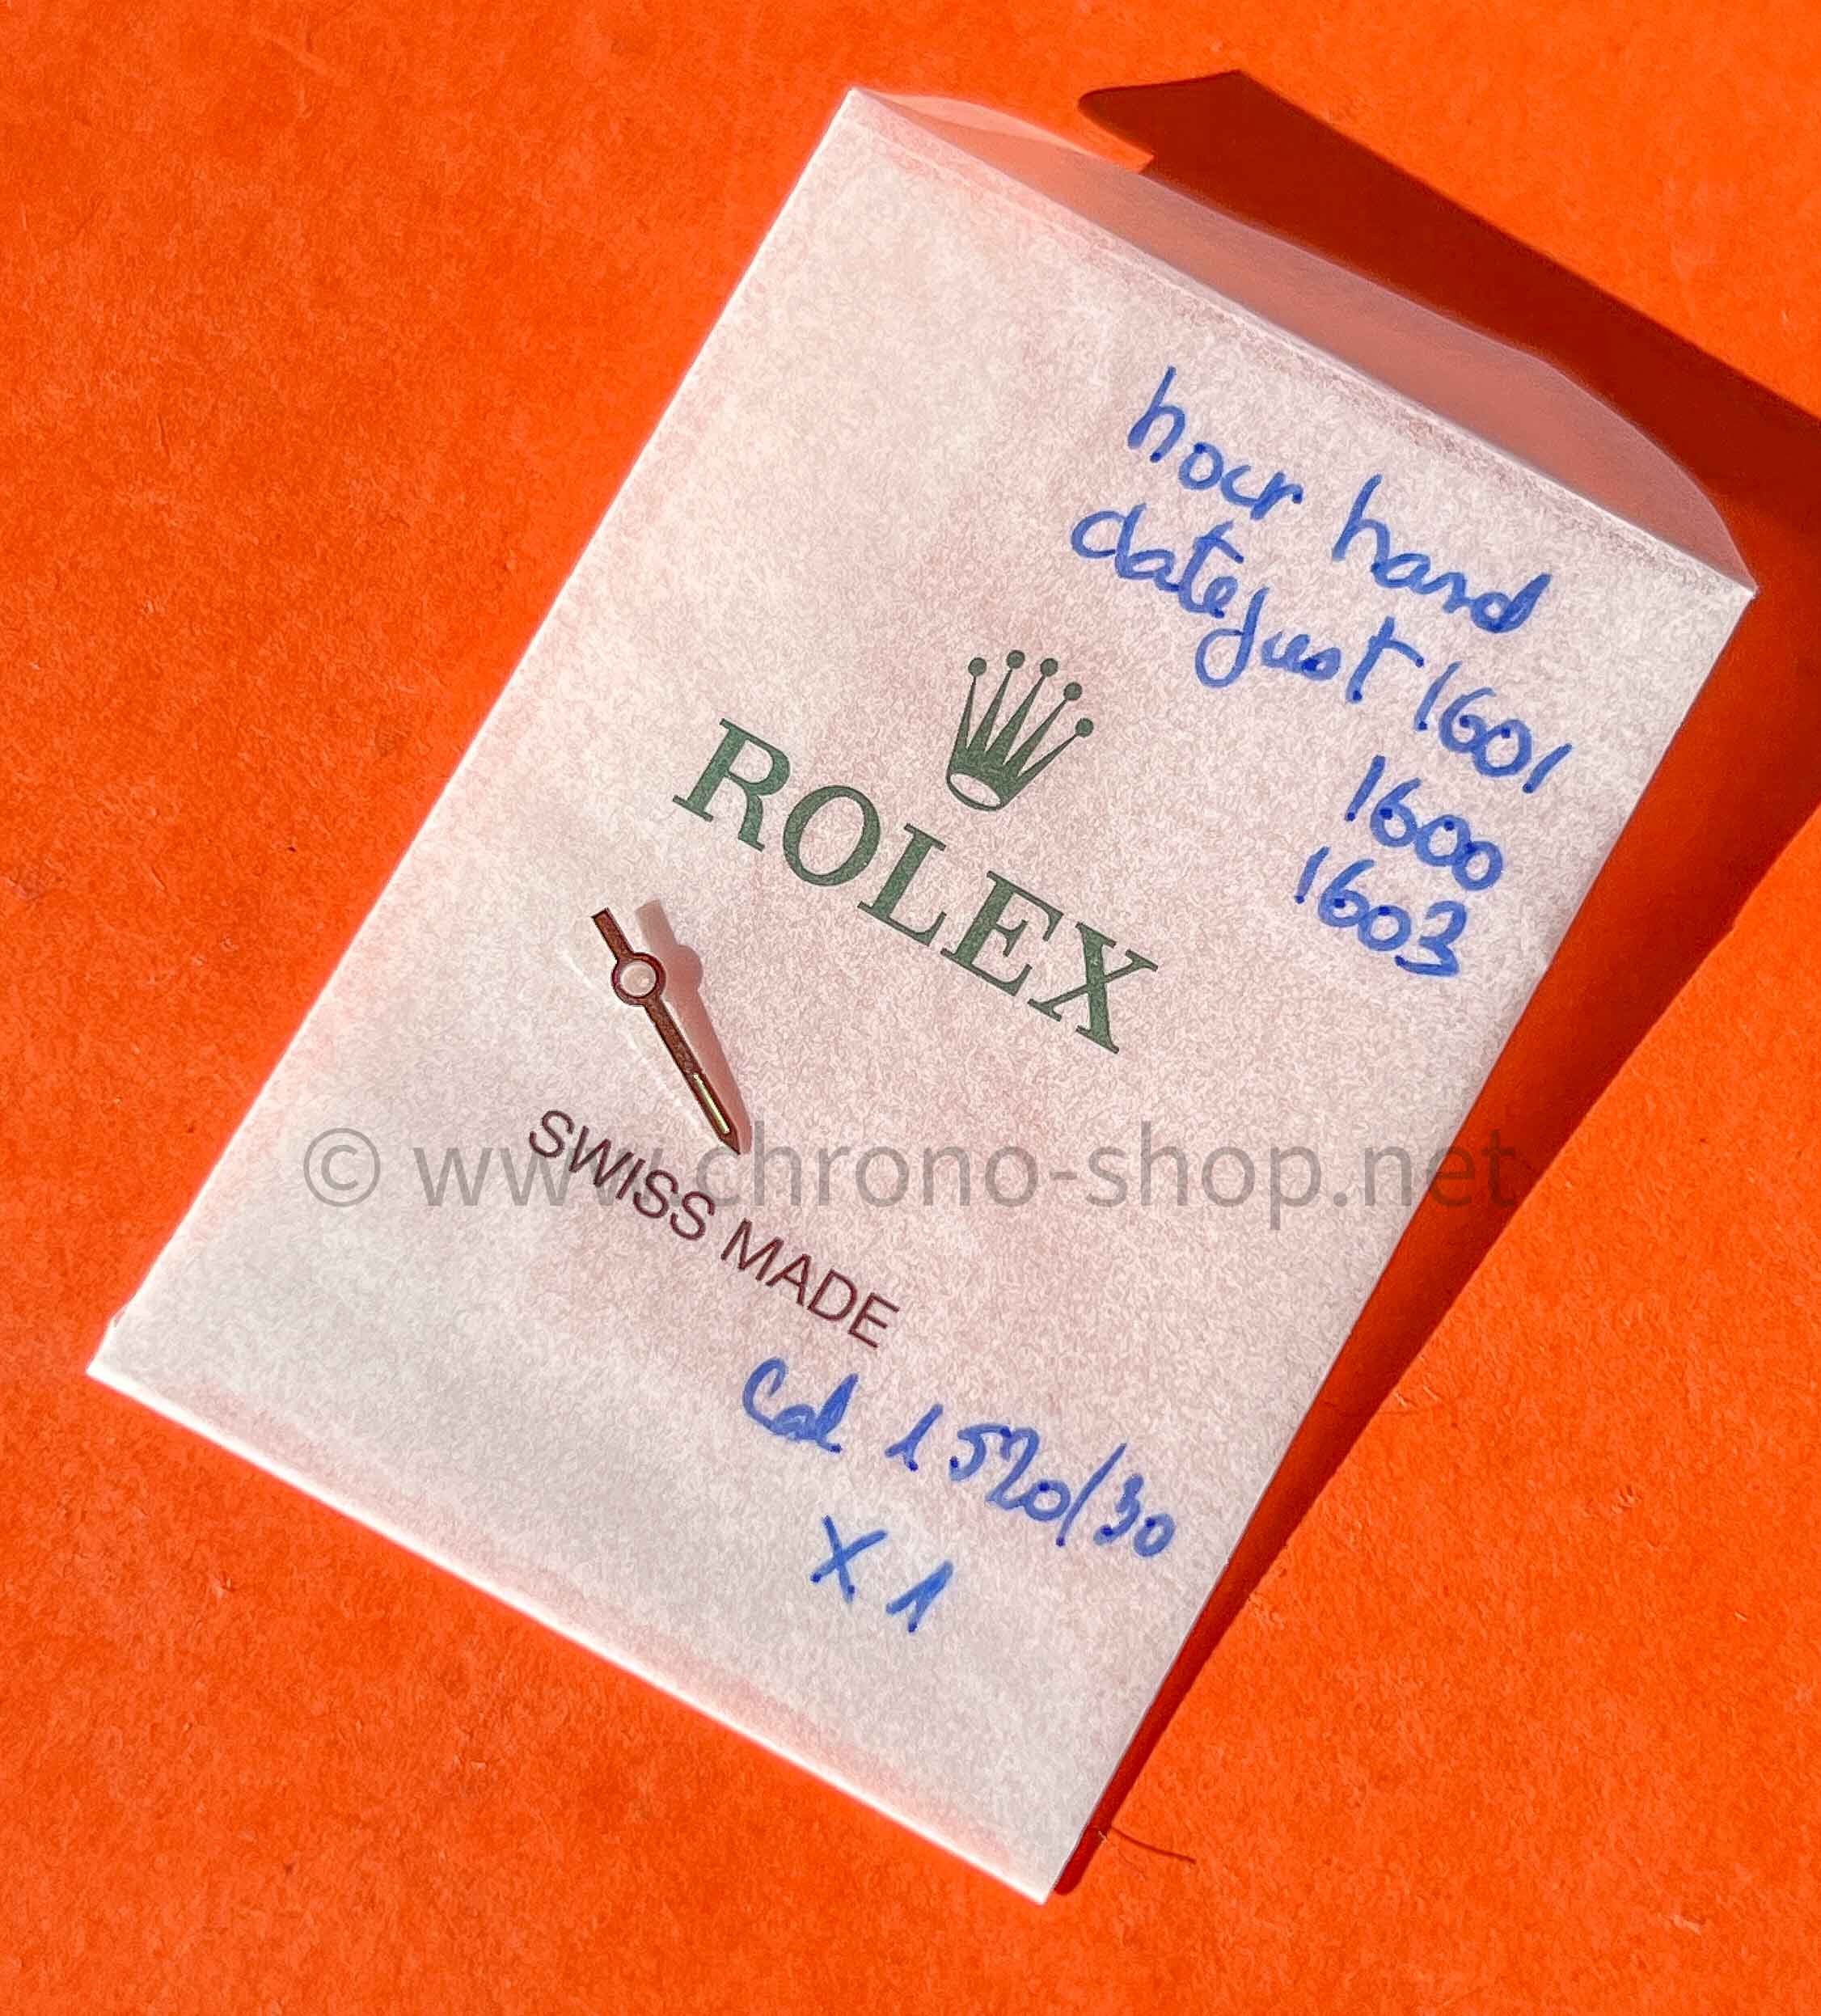 hour hand
datejust 1601
1600
1603
ROLEX
SWISS MADE
© www.chrono-shop.net
Cal 1520/30
X 1